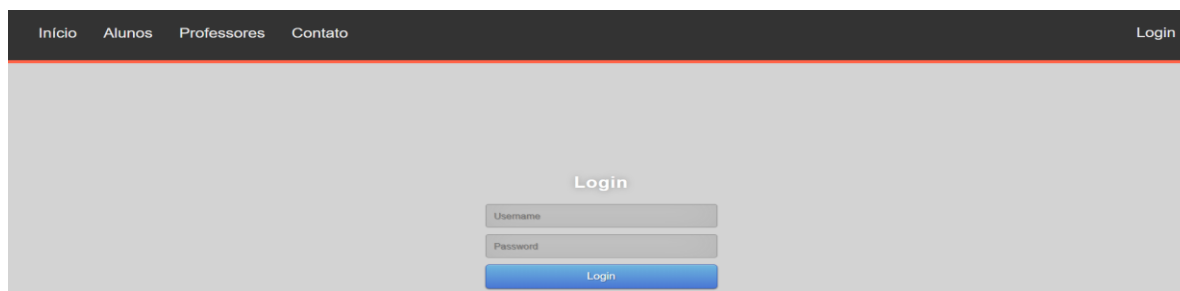 Início Alunos Professores Contato Login
Login
Username
Password
Login